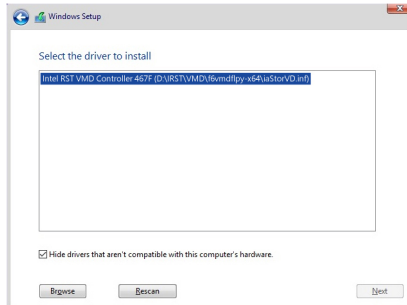 Windows Setup
Select the driver to install
Intel RST VMD Controller 467F (D:\IRST\VMD\f6vmdflpy-x64\iaStorVD.inf)
Hide drivers that aren't compatible with this computer's hardware.
Browse
Rescan
Next